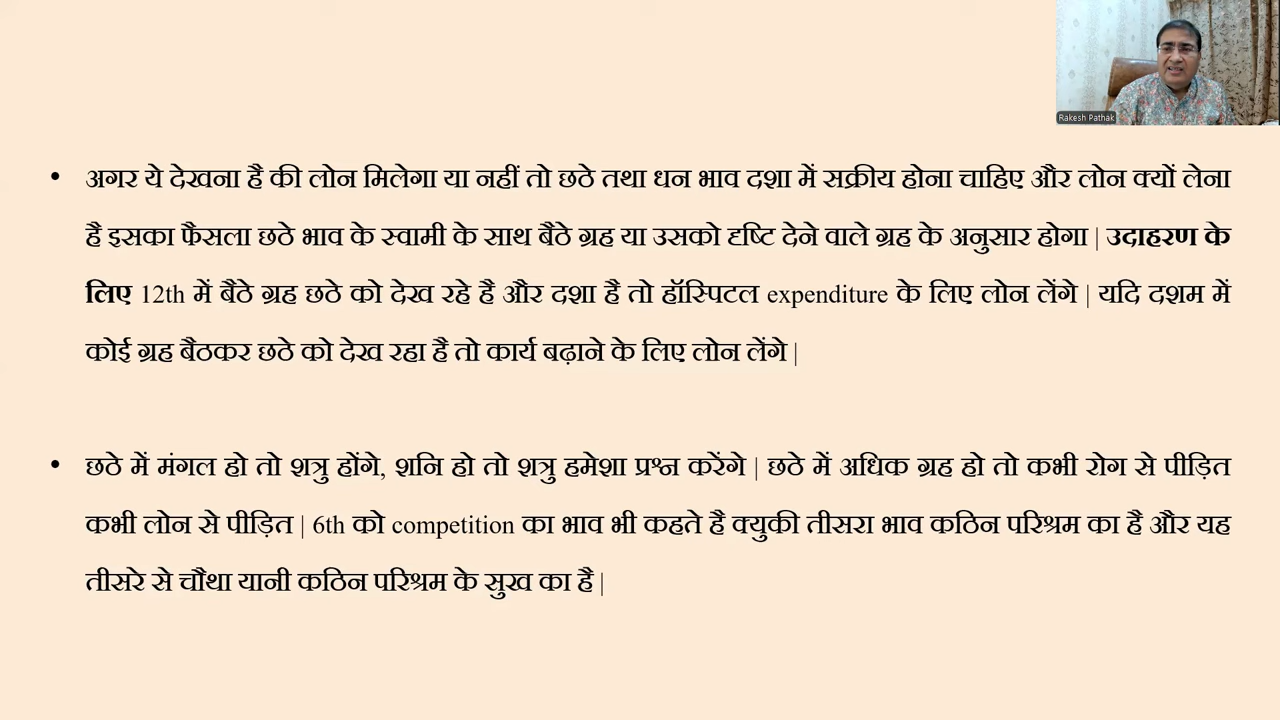 Rakesh Pathak
• अगर ये देखना है की लोन मिलेगा या नहीं तो छठे तथा धन भाव दशा में सक्रीय होना चाहिए और लोन क्यों लेना
है इसका फैसला छठे भाव के स्वामी के साथ बैठे ग्रह या उसको दृष्टि देने वाले ग्रह के अनुसार होगा | उदाहरण के
लिए 12th में बैठे ग्रह छठे को देख रहे है और दशा है तो हॉस्पिटल expenditure के लिए लोन लेंगे | यदि दशम में
कोई ग्रह बैठकर छठे को देख रहा है तो कार्य बढ़ाने के लिए लोन लेंगे |
• छठे में मंगल हो तो शत्रु होंगे, शनि हो तो शत्रु हमेशा प्रश्न करेंगे | छठे में अधिक ग्रह हो तो कभी रोग से पीड़ित
कभी लोन से पीड़ित | 6th को competition का भाव भी कहते है क्युकी तीसरा भाव कठिन परिश्रम का है और यह
तीसरे से चौथा यानी कठिन परिश्रम के सुख का है |